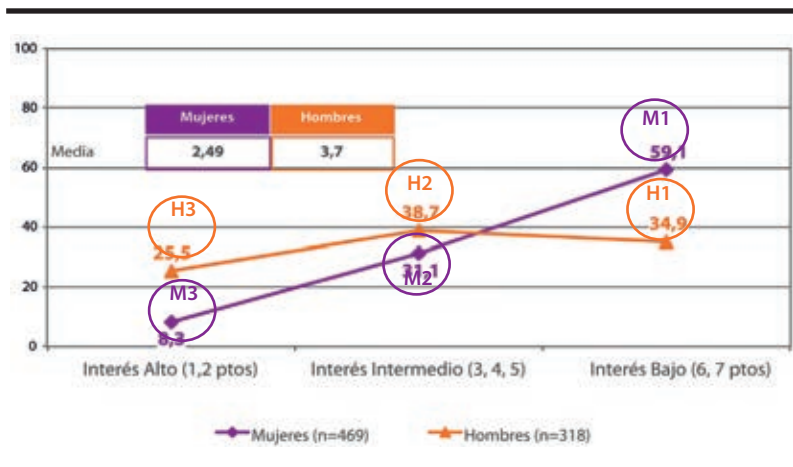 100
80
60
40
20
0
Mujeres Hombres
Media 2,49 3,7
M1
59,1
H2
38,7
H3
25,5
H1
34,9
31,1
M2
M3
8,3
Interés Alto (1,2 ptos) Interés Intermedio (3, 4, 5) Interés Bajo (6, 7 ptos)
Mujeres (n=469) Hombres (n=318)